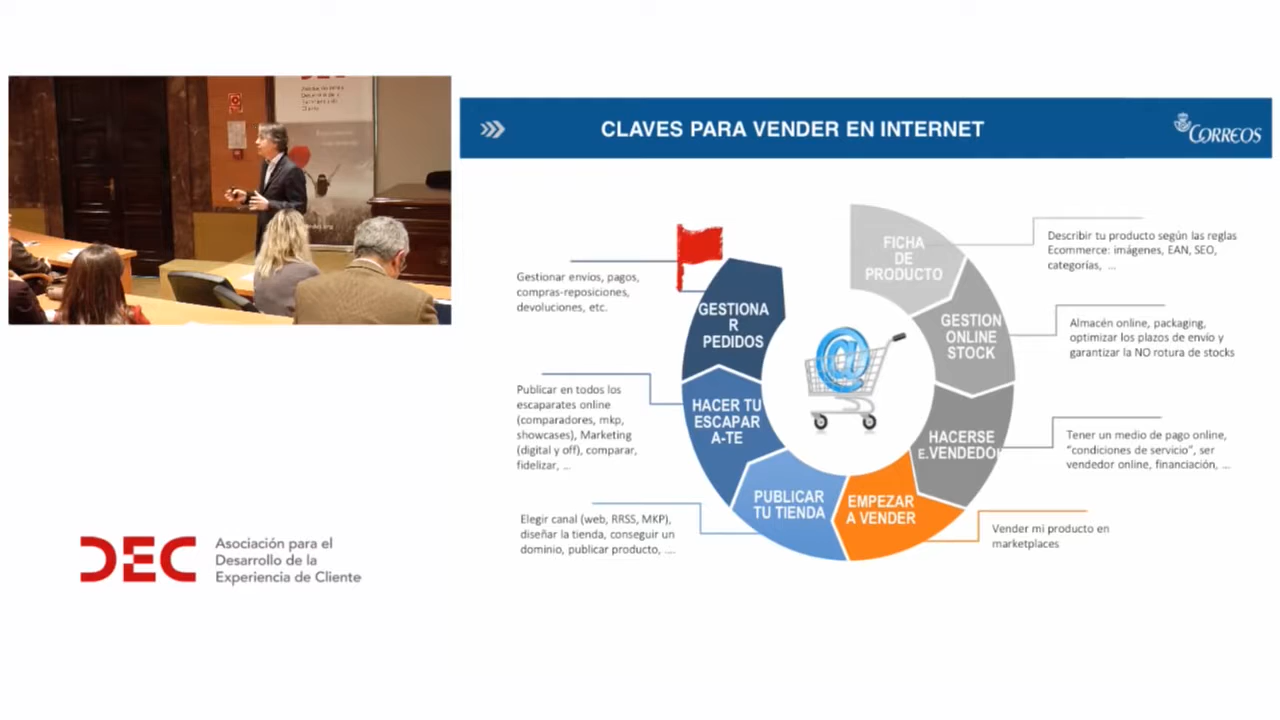 CLAVES PARA VENDER EN INTERNET
CORREOS
DEC
FICHA
DE
PRODUCTO
Describir tu producto según las reglas
Ecommerce: imágenes, EAN, SEO,
categorías, ...
GESTION
ONLINE
STOCK
Almacén online, packaging,
optimizar los plazos de envío y
garantizar la NO rotura de stocks
HACERSE
E.VENDEDO
Tener un medio de pago online,
“condiciones de servicio”, ser
vendedor online, financiación, ...
EMPEZAR
A VENDER
Vender mi producto en
marketplaces
PUBLICAR
TU TIENDA
Elegir canal (web, RRSS, MKP),
diseñar la tienda, conseguir un
dominio, publicar producto, ....
HACER TU
ESCAPAR
A-TE
Publicar en todos los
escaparates online
(comparadores, mkp,
showcases), Marketing
(digital y off), comparar,
fidelizar, ...
GESTIONA
R
PEDIDOS
Gestionar envíos, pagos,
compras-reposiciones,
devoluciones, etc.
@
DEC
Asociación para el
Desarrollo de la
Experiencia de Cliente